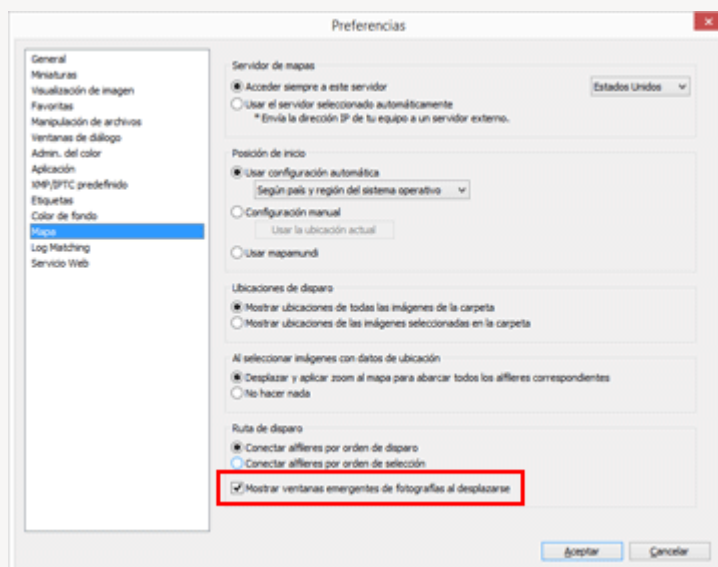 Preferencias
General
Miniaturas
Visualización de imagen
Favoritas
Manipulación de archivos
Ventanas de diálogo
Admin. del color
Aplicación
XMP/IPTC predefinido
Etiquetas
Color de fondo
Mapa
Log Matching
Servicio Web
Servidor de mapas
Acceder siempre a este servidor
Estados Unidos
Usar el servidor seleccionado automáticamente
* Envía la dirección IP de tu equipo a un servidor externo.
Posición de inicio
Usar configuración automática
Según país y región del sistema operativo
Configuración manual
Usar la ubicación actual
Usar mapamundi
Ubicaciones de disparo
Mostrar ubicaciones de todas las imágenes de la carpeta
Mostrar ubicaciones de las imágenes seleccionadas en la carpeta
Al seleccionar imágenes con datos de ubicación
Desplazar y aplicar zoom al mapa para abarcar todos los alfileres correspondientes
No hacer nada
Ruta de disparo
Conectar alfileres por orden de disparo
Conectar alfileres por orden de selección
Mostrar ventanas emergentes de fotografías al desplazarse
Aceptar
Cancelar